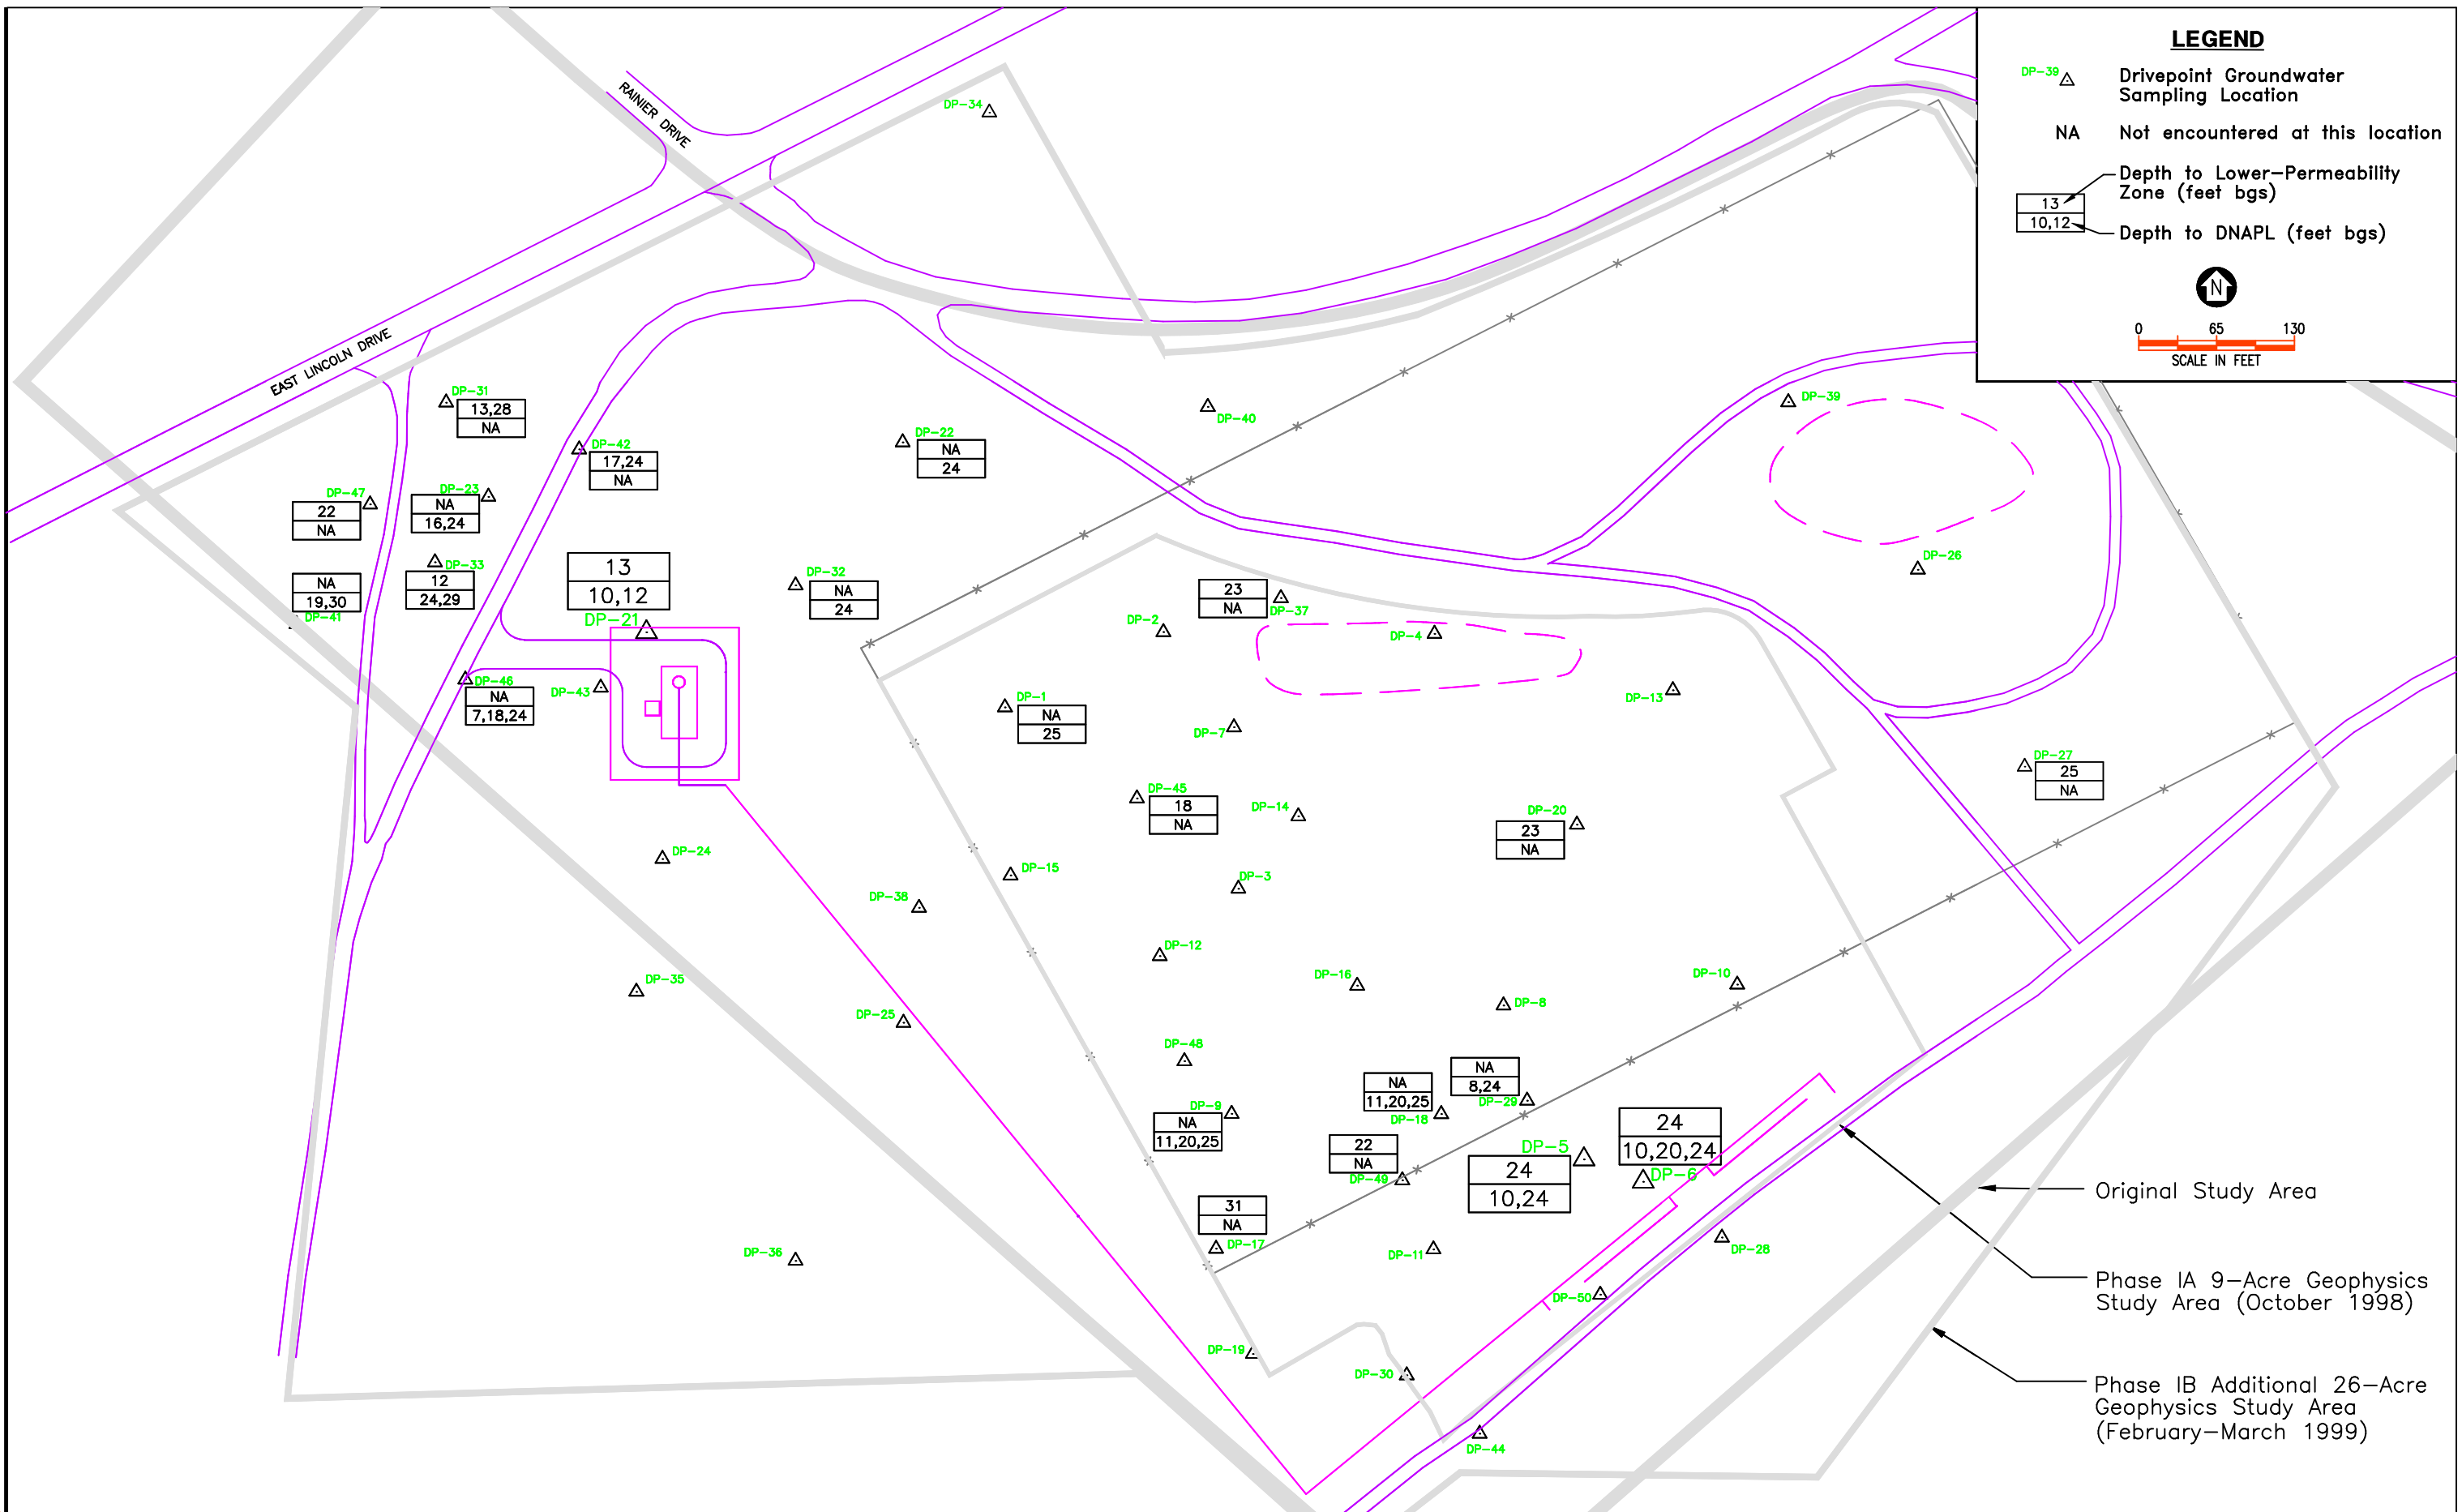 LEGEND
DP-39
Drivepoint Groundwater
Sampling Location
NA
Not encountered at this location
Depth to Lower-Permeability
Zone (feet bgs)
13
10,12
Depth to DNAPL (feet bgs)
N
0 65 130
SCALE IN FEET
RAINIER DRIVE
EAST LINCOLN DRIVE
DP-34
DP-31
13,28
NA
DP-42
17,24
NA
DP-22
NA
24
DP-40
DP-39
DP-47
22
NA
DP-23
NA
16,24
DP-33
12
24,29
NA
19,30
DP-41
13
10,12
DP-21
DP-32
NA
24
DP-26
DP-2
23
NA
DP-37
DP-4
DP-46
NA
7,18,24
DP-43
DP-1
NA
25
DP-7
DP-13
DP-27
25
NA
DP-45
18
NA
DP-14
DP-20
23
NA
DP-24
DP-15
DP-3
DP-38
DP-12
DP-16
DP-10
DP-35
DP-25
DP-8
DP-48
DP-9
NA
11,20,25
NA
11,20,25
DP-18
NA
8,24
DP-29
22
NA
DP-49
DP-5
24
10,24
24
10,20,24
DP-6
31
NA
DP-17
DP-11
DP-28
DP-36
DP-50
DP-19
DP-30
DP-44
Original Study Area
Phase IA 9-Acre Geophysics
Study Area (October 1998)
Phase IB Additional 26-Acre
Geophysics Study Area
(February-March 1999)